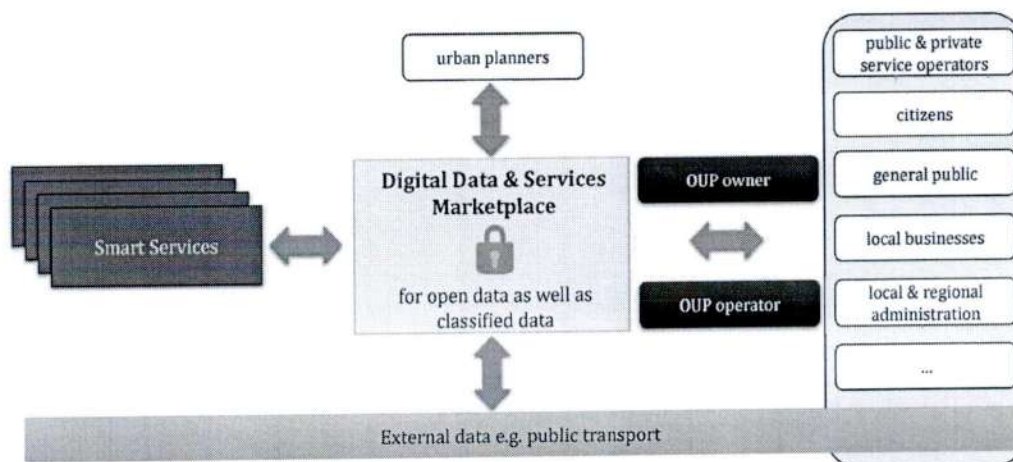 urban planners
public & private
service operators
citizens
general public
local businesses
local & regional
administration
...
Smart Services
Digital Data & Services
Marketplace
for open data as well as
classified data
OUP owner
OUP operator
External data e.g. public transport